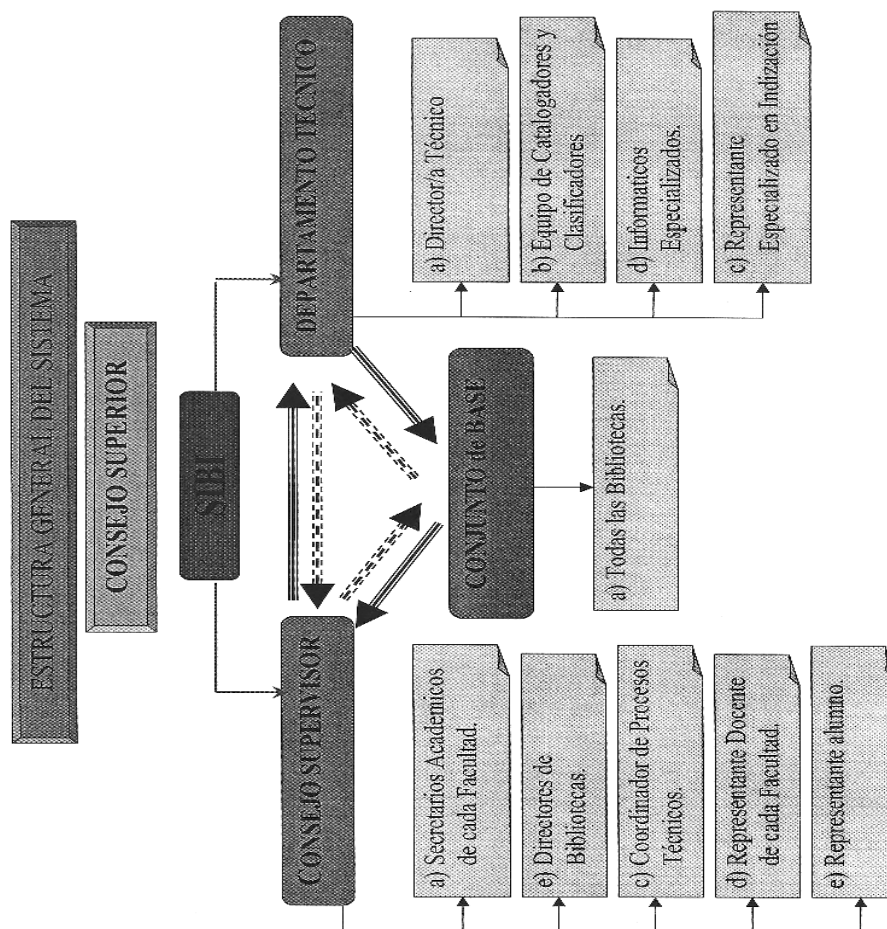 ESTRUCTURA GENERAL DEL SISTEMA
CONSEJO SUPERIOR
SIBI
CONSEJO SUPERVISOR
DEPARTAMENTO TECNICO
a) Secretarios Academicos
de cada Facultad.
e) Directores de
Bibliotecas.
c) Coordinador de Procesos
Técnicos.
d) Representante Docente
de cada Facultad.
e) Representante alumno.
CONJUNTO de BASE
a) Todas las Bibliotecas.
a) Director/a Técnico
b) Equipo de Catalogadores y
Clasificadores
d) Informaticos
Especializados.
c) Representante
Especializado en Indización